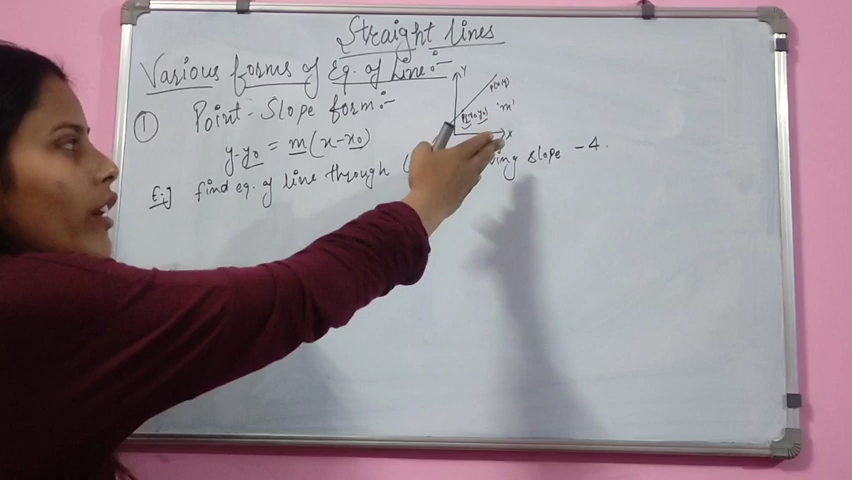 Straight lines
Various forms of Eq. of Line:-
① Point-Slope form:-
y-y₀ = m(x-x₀)
Y
'm'
X
E:] find eq. of line through ( slope -4.